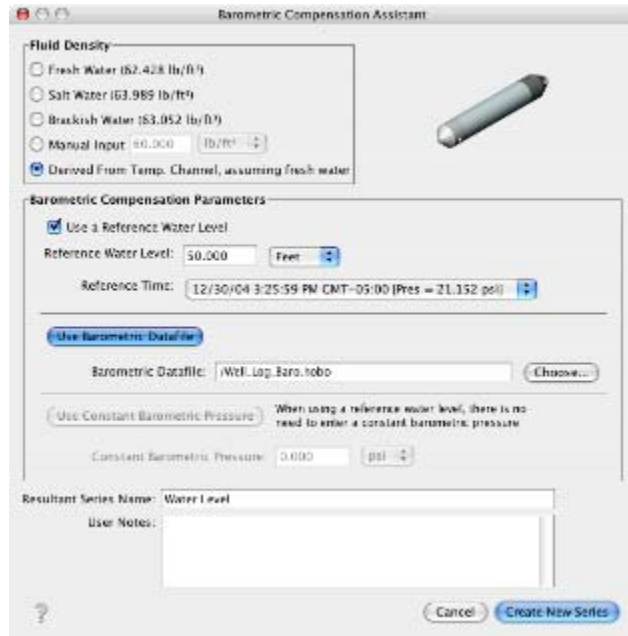 Barometric Compensation Assistant
Fluid Density
Fresh Water (62.428 lb/ft³)
Salt Water (63.989 lb/ft³)
Brackish Water (63.052 lb/ft³)
Manual Input 60.000 lb/ft³
Derived From Temp. Channel, assuming fresh water
Barometric Compensation Parameters
Use a Reference Water Level
Reference Water Level: 50.000 Feet
Reference Time: 12/30/04 3:25:59 PM GMT-05:00 (Pres = 21.152 psi)
Use Barometric Datafile
Barometric Datafile: /Well_Log_Baro.hobo Choose...
Use Constant Barometric Pressure When using a reference water level, there is no
need to enter a constant barometric pressure
Constant Barometric Pressure: 0.000 psi
Resultant Series Name: Water Level
User Notes:
? Cancel Create New Series